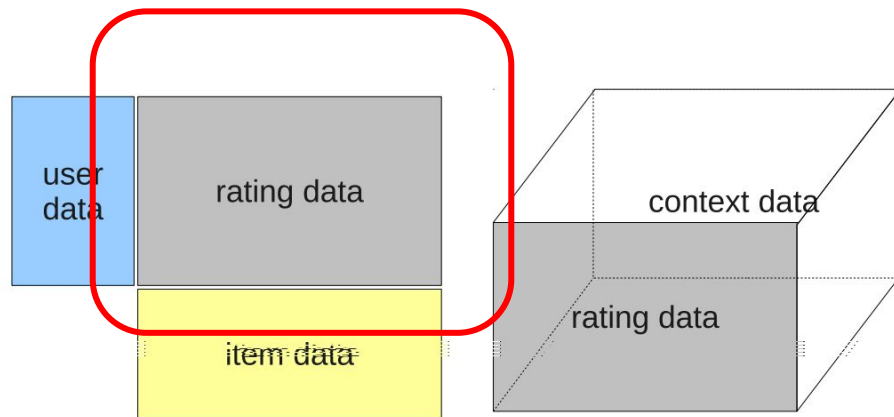 user
data
rating data
item data
context data
rating data